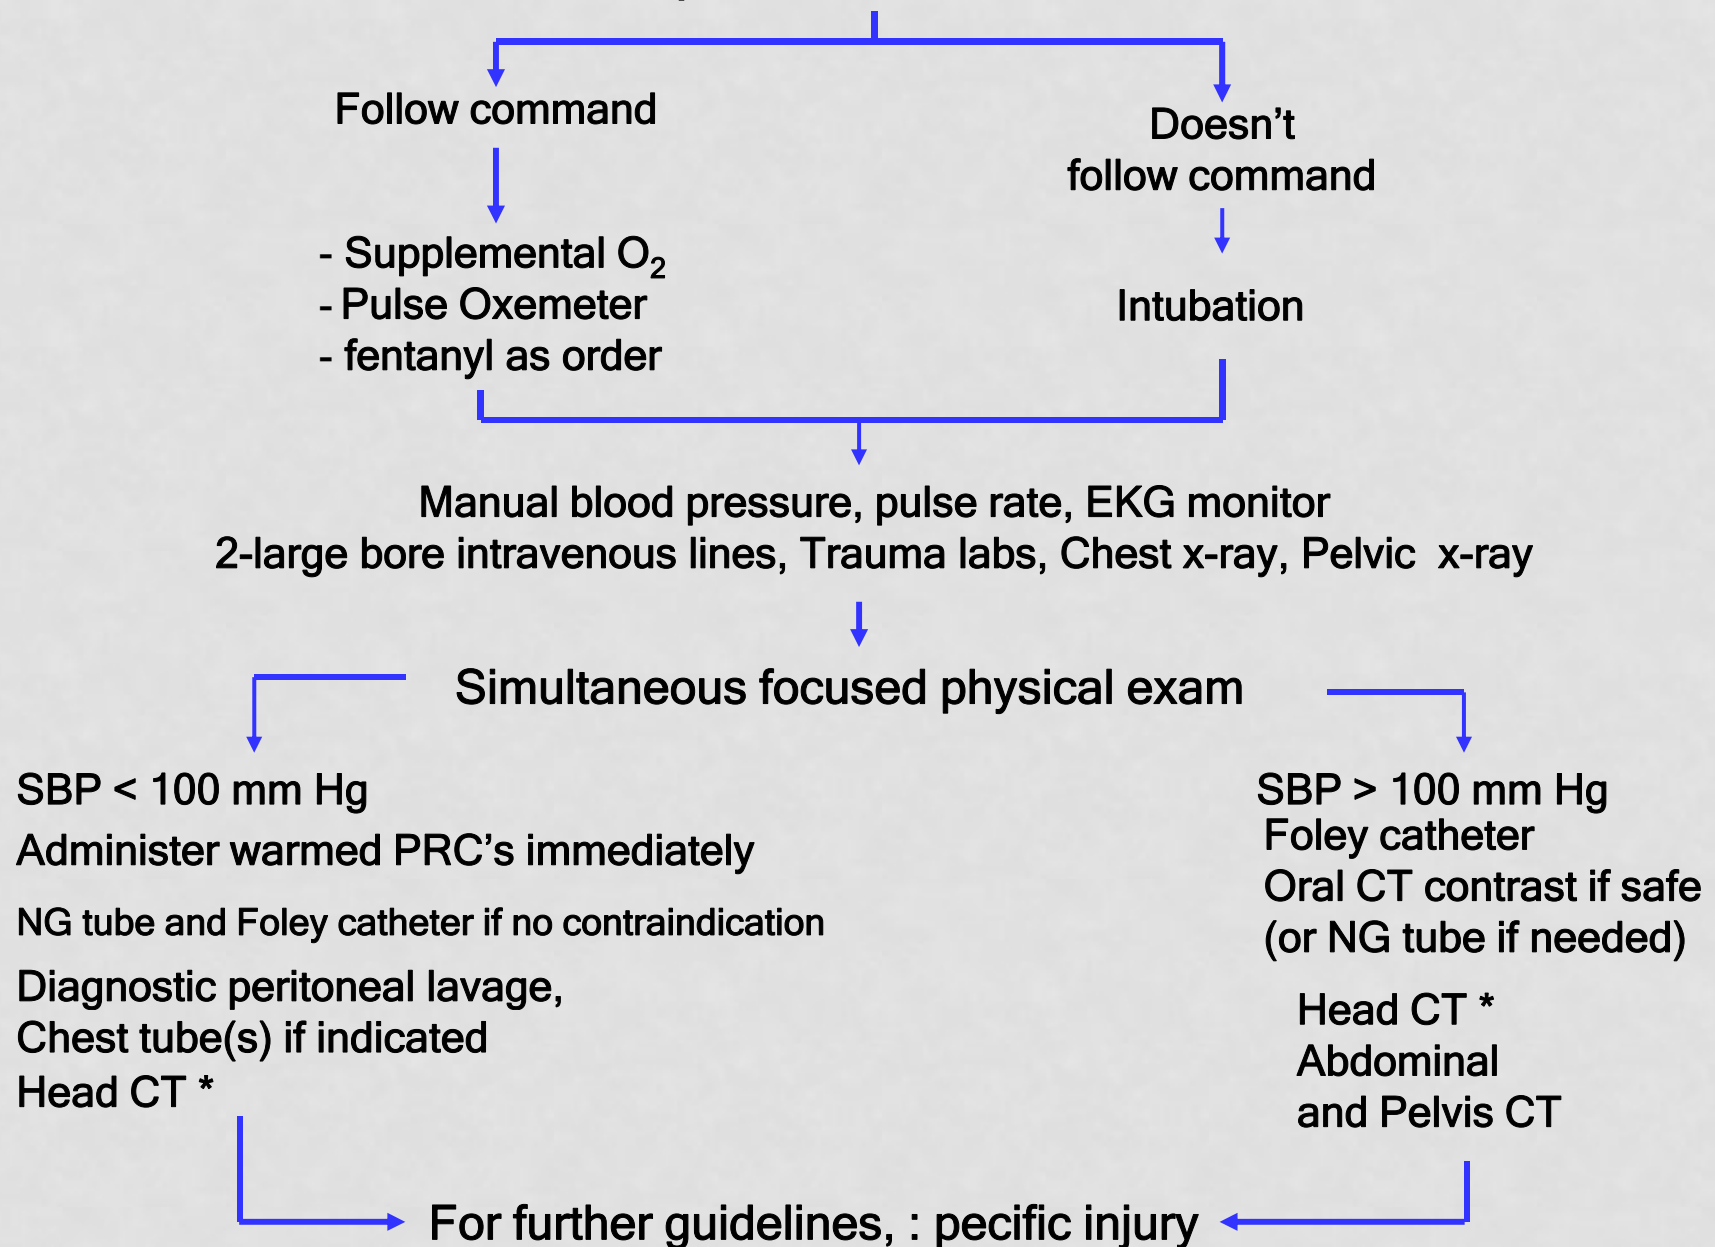 Follow command
Doesn't
follow command
- Supplemental O₂
- Pulse Oxemeter
- fentanyl as order
Intubation
Manual blood pressure, pulse rate, EKG monitor
2-large bore intravenous lines, Trauma labs, Chest x-ray, Pelvic x-ray
Simultaneous focused physical exam
SBP < 100 mm Hg
Administer warmed PRC's immediately
NG tube and Foley catheter if no contraindication
Diagnostic peritoneal lavage,
Chest tube(s) if indicated
Head CT *
SBP > 100 mm Hg
Foley catheter
Oral CT contrast if safe
(or NG tube if needed)
Head CT *
Abdominal
and Pelvis CT
For further guidelines, : pecific injury